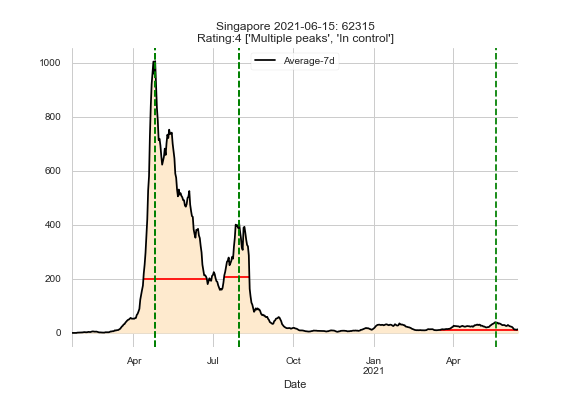 Singapore 2021-06-15: 62315
Rating:4 ['Multiple peaks', 'In control']
Average-7d
1000
800
600
400
200
0
Apr
Jul
Oct
Jan
2021
Apr
Date